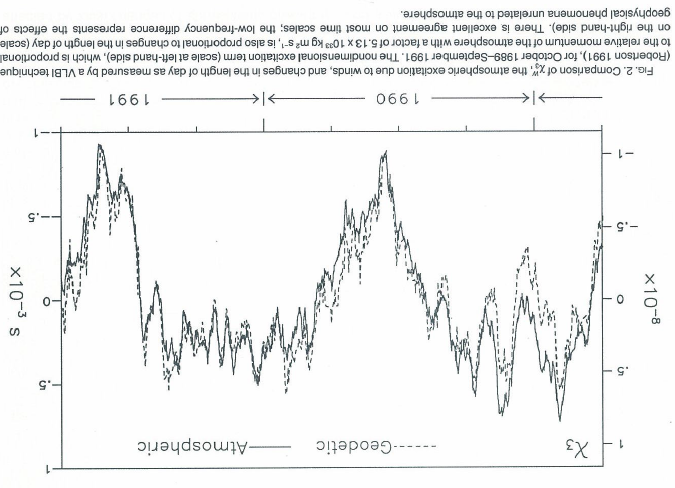 χ₃ -----Geodetic ——Atmospheric
1
1
.5
.5
0
0
-.5
-.5
-1
-1
×10⁻⁸
×10⁻³ s
1990
1991
FIG. 2. Comparison of χ₃ᵂ, the atmospheric excitation due to winds, and changes in the length of day as measured by a VLBI technique
(Robertson 1991), for October 1989–September 1991. The nondimensional excitation term (scale at left-hand side), which is proportional
to the relative momentum of the atmosphere with a factor of 5.13 x 10³³ kg m² s⁻¹, is also proportional to changes in the length of day (scale
on the right-hand side). There is excellent agreement on most time scales; the low-frequency difference represents the effects of
geophysical phenomena unrelated to the atmosphere.